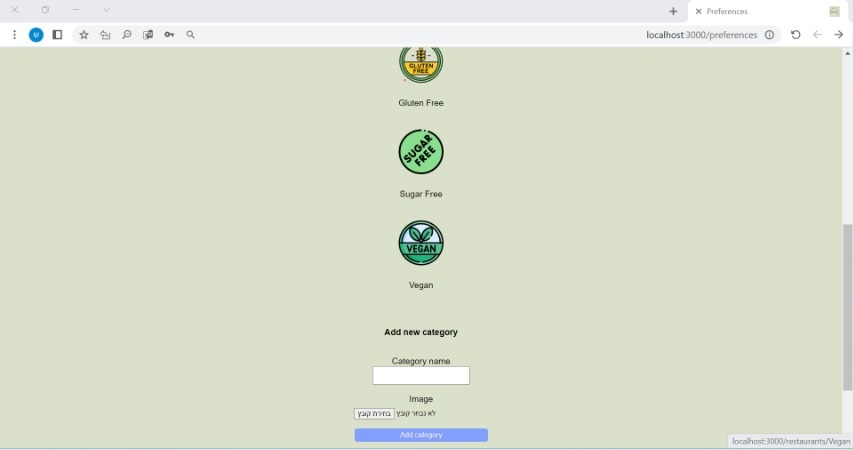 Preferences
localhost:3000/preferences
GLUTEN
FREE
Gluten Free
SUGAR
FREE
Sugar Free
VEGAN
Vegan
Add new category
Category name
Image
בחירת קובץ לא נבחר קובץ
Add category
localhost:3000/restaurants/Vegan